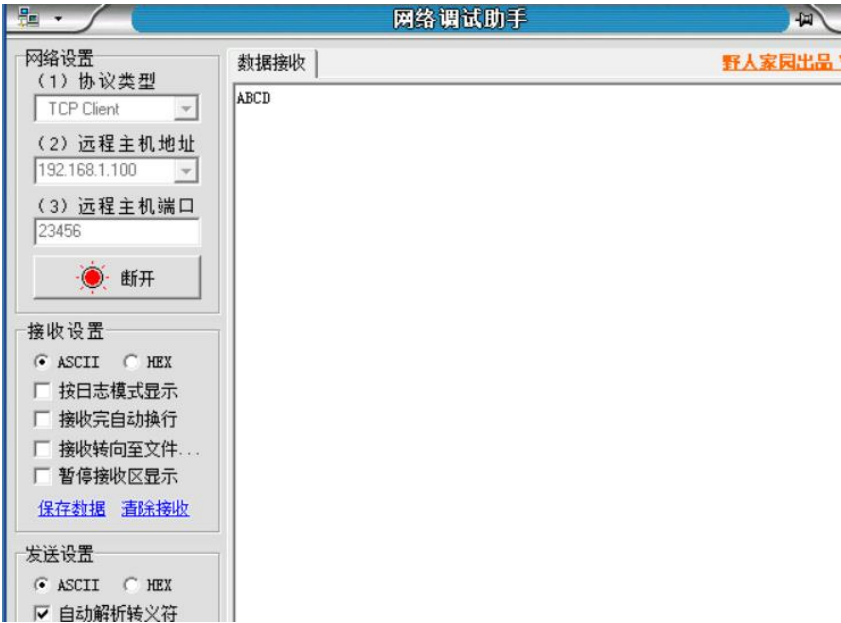 网络调试助手
网络设置
(1) 协议类型
TCP Client
(2) 远程主机地址
192.168.1.100
(3) 远程主机端口
23456
断开
接收设置
ASCII HEX
按日志模式显示
接收完自动换行
接收转向至文件...
暂停接收区显示
保存数据 清除接收
发送设置
ASCII HEX
自动解析转义符
数据接收
野人家园出品
ABCD